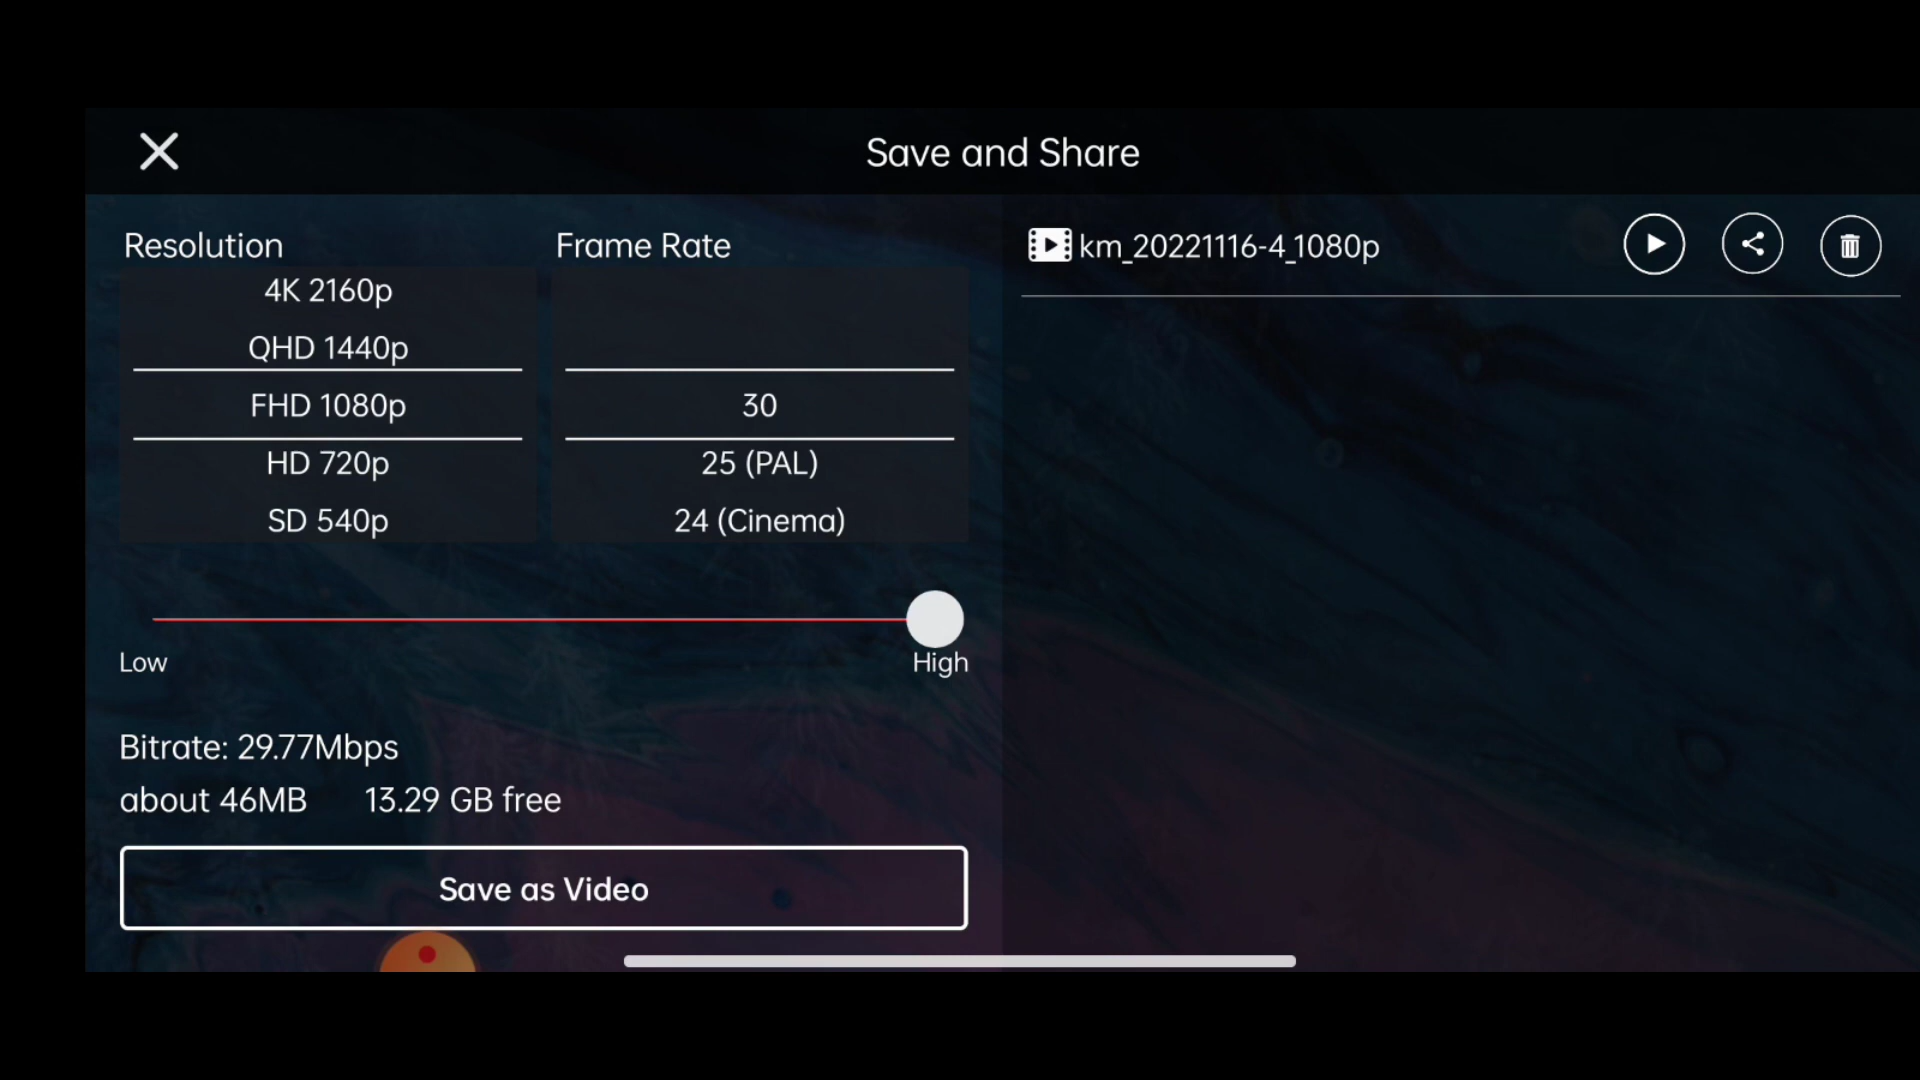 Save and Share
Resolution
4K 2160p
QHD 1440p
FHD 1080p
HD 720p
SD 540p
Frame Rate
30
25 (PAL)
24 (Cinema)
Low
High
Bitrate: 29.77Mbps
about 46MB 13.29 GB free
Save as Video
km_20221116-4_1080p